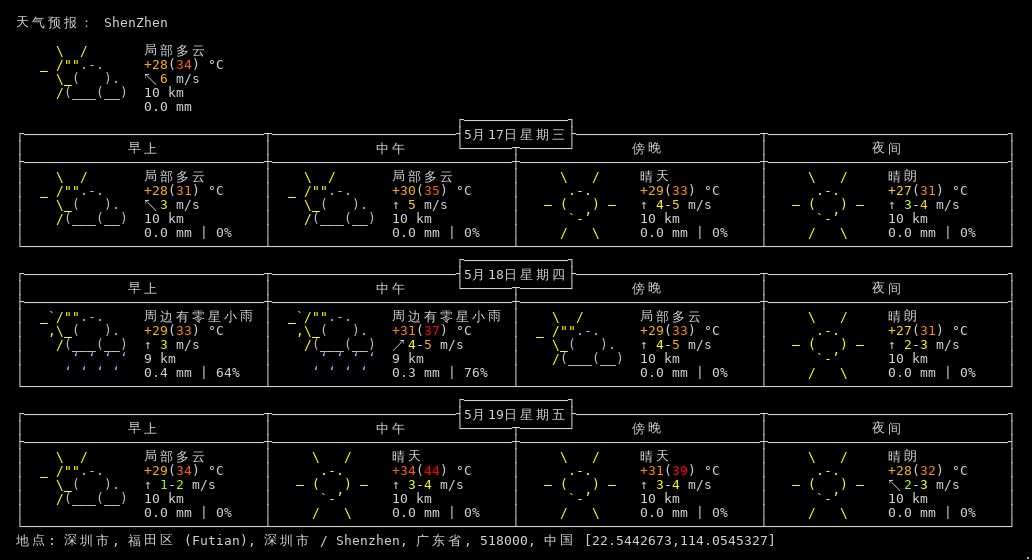 天气预报： ShenZhen
局部多云
+28(34) °C
↖6 m/s
10 km
0.0 mm
5月17日星期三
早上 中午 傍晚 夜间
局部多云 局部多云 晴天 晴朗
+28(31) °C +30(35) °C +29(33) °C +27(31) °C
↖3 m/s ↑ 5 m/s ↑ 4-5 m/s ↑ 3-4 m/s
10 km 10 km 10 km 10 km
0.0 mm | 0% 0.0 mm | 0% 0.0 mm | 0% 0.0 mm | 0%
5月18日星期四
早上 中午 傍晚 夜间
周边有零星小雨 周边有零星小雨 局部多云 晴朗
+29(33) °C +31(37) °C +29(33) °C +27(31) °C
↑ 3 m/s ↗4-5 m/s ↑ 4-5 m/s ↑ 2-3 m/s
9 km 9 km 10 km 10 km
0.4 mm | 64% 0.3 mm | 76% 0.0 mm | 0% 0.0 mm | 0%
5月19日星期五
早上 中午 傍晚 夜间
局部多云 晴天 晴天 晴朗
+29(34) °C +34(44) °C +31(39) °C +28(32) °C
↑ 1-2 m/s ↑ 3-4 m/s ↑ 3-4 m/s ↖2-3 m/s
10 km 10 km 10 km 10 km
0.0 mm | 0% 0.0 mm | 0% 0.0 mm | 0% 0.0 mm | 0%
地点: 深圳市, 福田区 (Futian), 深圳市 / Shenzhen, 广东省, 518000, 中国 [22.5442673,114.0545327]